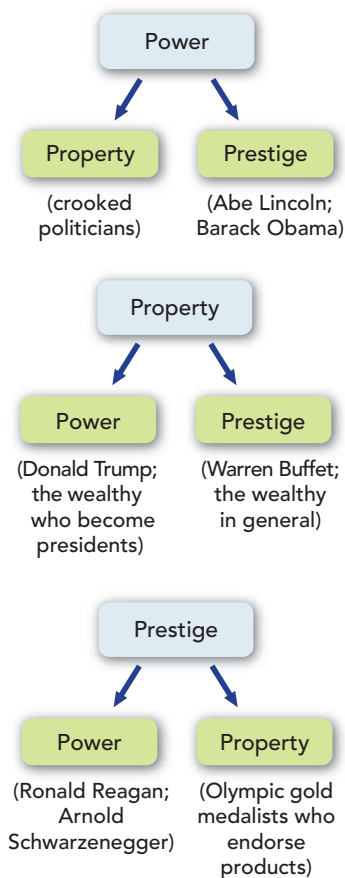 Power
Property
Prestige
(crooked
politicians)
(Abe Lincoln;
Barack Obama)
Property
Power
Prestige
(Donald Trump;
the wealthy
who become
presidents)
(Warren Buffet;
the wealthy
in general)
Prestige
Power
Property
(Ronald Reagan;
Arnold
Schwarzenegger)
(Olympic gold
medalists who
endorse
products)